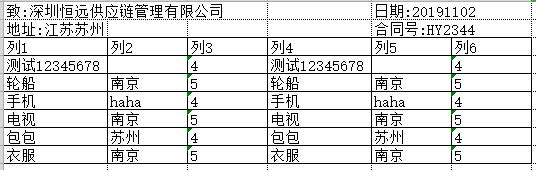 致:深圳恒远供应链管理有限公司 日期:20191102
地址:江苏苏州 合同号:HY2344
列1 列2 列3 列4 列5 列6
测试12345678 4 测试12345678 4
轮船 南京 5 轮船 南京 5
手机 haha 4 手机 haha 4
电视 南京 5 电视 南京 5
包包 苏州 4 包包 苏州 4
衣服 南京 5 衣服 南京 5